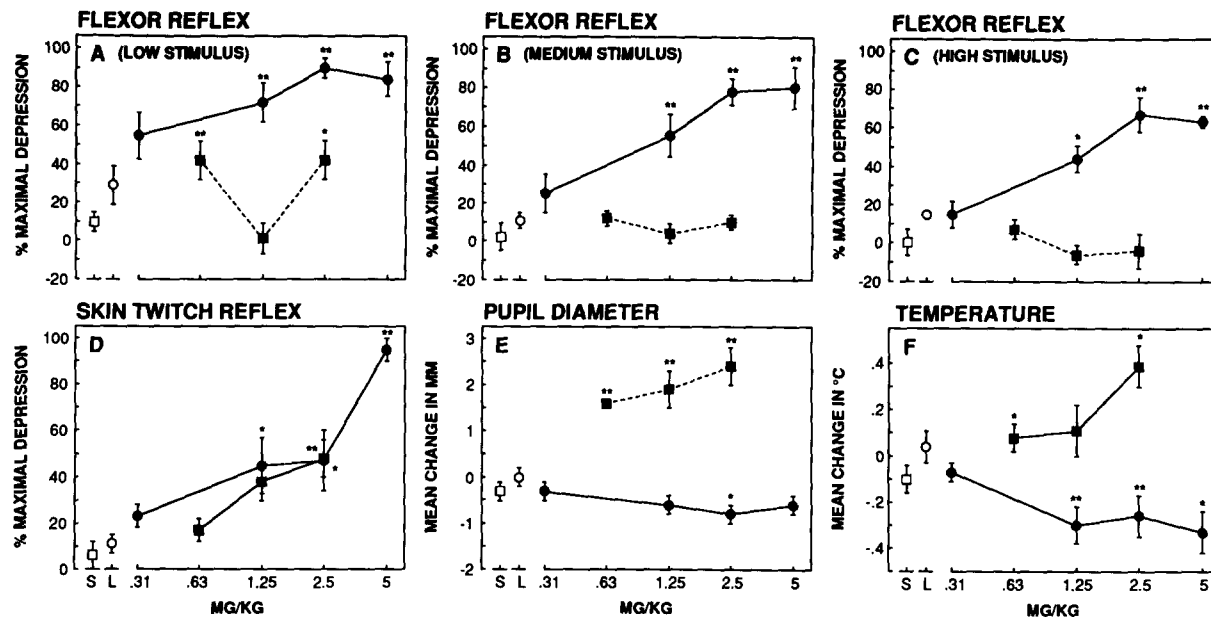 FLEXOR REFLEX
A (LOW STIMULUS)
% MAXIMAL DEPRESSION
100
80
60
40
20
0
-20
** ** ** ** *
FLEXOR REFLEX
B (MEDIUM STIMULUS)
% MAXIMAL DEPRESSION
100
80
60
40
20
0
-20
** ** **
FLEXOR REFLEX
C (HIGH STIMULUS)
% MAXIMAL DEPRESSION
100
80
60
40
20
0
-20
* ** **
SKIN TWITCH REFLEX
D
% MAXIMAL DEPRESSION
100
80
60
40
20
0
* ** * **
S L .31 .63 1.25 2.5 5
MG/KG
PUPIL DIAMETER
E
MEAN CHANGE IN MM
3
2
1
0
-1
-2
** ** ** *
S L .31 .63 1.25 2.5 5
MG/KG
TEMPERATURE
F
MEAN CHANGE IN °C
.4
.2
0
-.2
-.4
* * ** ** *
S L .31 .63 1.25 2.5 5
MG/KG